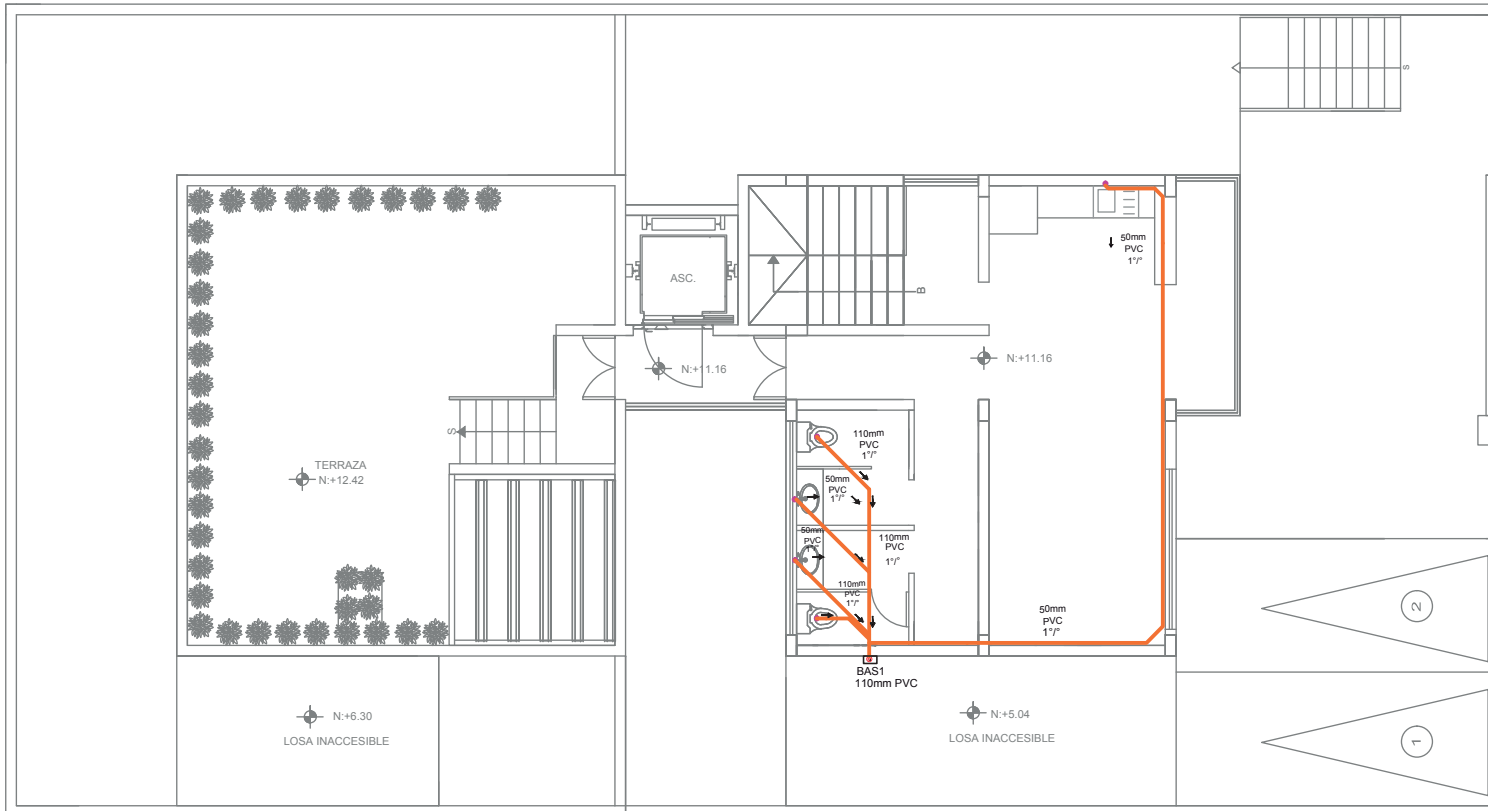 S
50mm
PVC
1°/°
ASC.
B
N:+11.16
N:+11.16
S
TERRAZA
N:+12.42
110mm
PVC
1°/°
50mm
PVC
1°/°
50mm
PVC
1°/°
110mm
PVC
1°/°
110mm
PVC
1°/°
50mm
PVC
1°/°
2
BAS1
110mm PVC
N:+6.30
LOSA INACCESIBLE
N:+5.04
LOSA INACCESIBLE
1